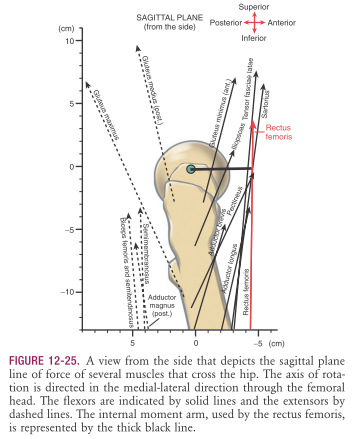 SAGITTAL PLANE
(from the side)
Superior
Posterior
Anterior
Inferior
(cm)
10
5
0
−5
−10
Gluteus maximus
Gluteus medius (post.)
Gluteus minimus (ant.)
Iliopsoas
Tensor fasciae latae
Sartorius
Rectus
femoris
Pectineus
Adductor brevis
Adductor longus
Rectus femoris
Biceps femoris and semitendinosus
Semimembranosus
Adductor
magnus
(post.)
5
0
−5 (cm)
FIGURE 12-25. A view from the side that depicts the sagittal plane
line of force of several muscles that cross the hip. The axis of rota-
tion is directed in the medial-lateral direction through the femoral
head. The flexors are indicated by solid lines and the extensors by
dashed lines. The internal moment arm, used by the rectus femoris,
is represented by the thick black line.